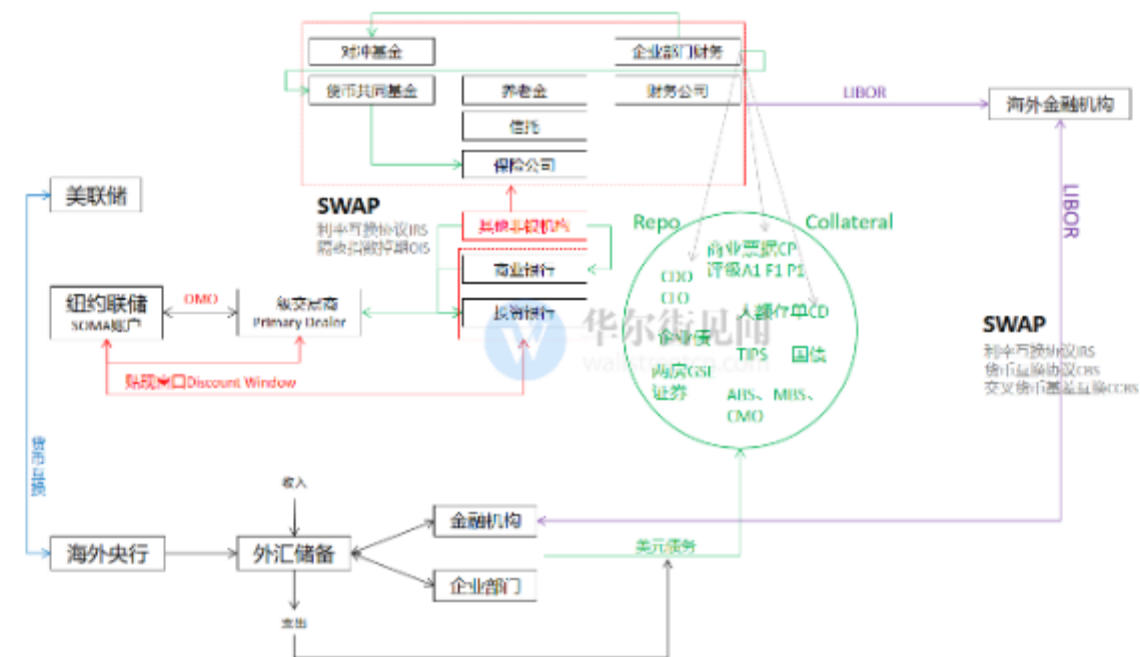 对冲基金
企业部门财务
货币共同基金
养老金
财务公司
LIBOR
海外金融机构
信托
保险公司
美联储
SWAP
利率互换协议IRS
隔夜指数掉期OIS
其他非银机构
Repo
Collateral
LIBOR
商业票据CP
评级A1 F1 P1
商业银行
CDO
CLO
大额存单CD
纽约联储
SOMA账户
OMO
级交易商
Primary Dealer
投资银行
华尔街见闻
wallstreetcn.com
企业债
TIPS
国债
SWAP
利率互换协议IRS
货币互换协议CRS
交叉货币基差互换CCBS
两房GSE
证券
贴现窗口Discount Window
ABS、MBS、
CMO
货币互换
收入
金融机构
海外央行
外汇储备
美元债务
企业部门
支出